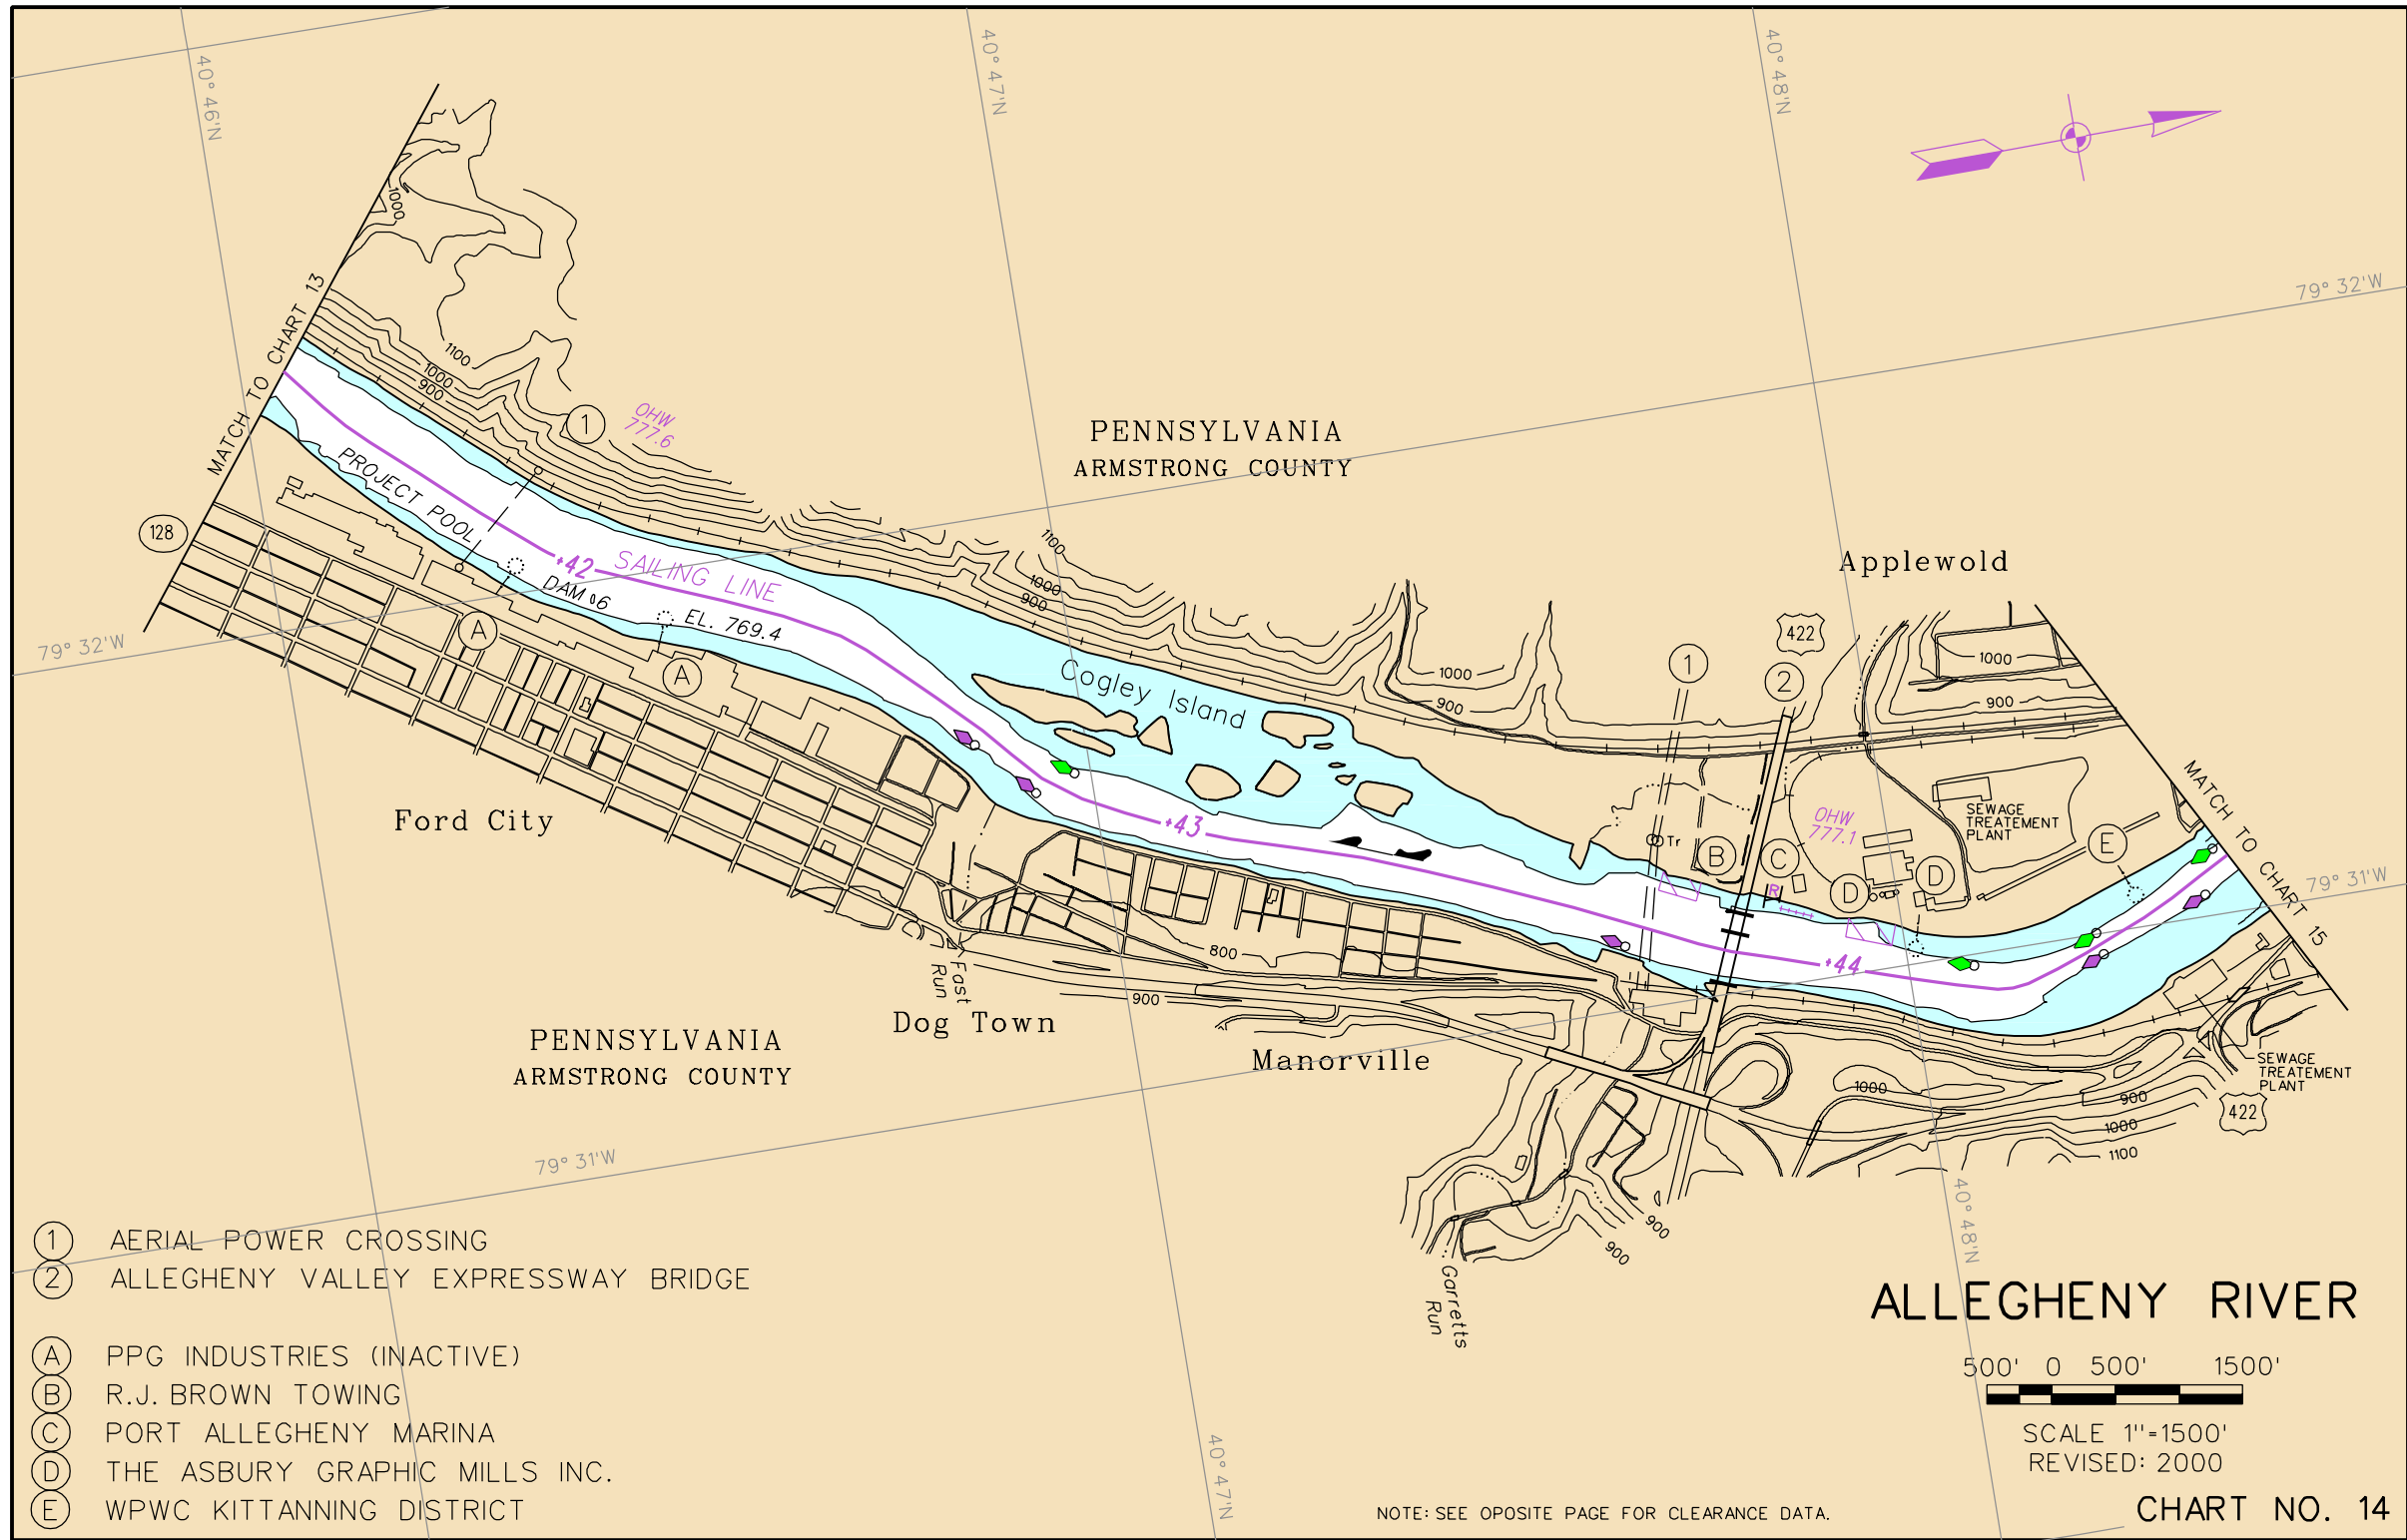 40° 46'N
40° 47'N
40° 48'N
1000
MATCH TO CHART 13
79° 32'W
1100
1000
900
1
OHW
777.6
PENNSYLVANIA
ARMSTRONG COUNTY
PROJECT POOL
128
+42
SAILING LINE
DAM 6
EL. 769.4
A
A
79° 32'W
1100
1000
900
Cogley Island
Applewold
422
1
2
1000
900
1000
900
MATCH TO CHART 15
SEWAGE
TREATEMENT
PLANT
OHW
777.1
Tr
B
C
R
D
D
E
79° 31'W
Ford City
+43
+44
800
900
Fast
Run
Dog Town
Manorville
PENNSYLVANIA
ARMSTRONG COUNTY
SEWAGE
TREATEMENT
PLANT
422
1000
900
1000
1100
79° 31'W
900
900
Garretts
Run
40° 48'N
40° 47'N
1 AERIAL POWER CROSSING
2 ALLEGHENY VALLEY EXPRESSWAY BRIDGE
A PPG INDUSTRIES (INACTIVE)
B R.J. BROWN TOWING
C PORT ALLEGHENY MARINA
D THE ASBURY GRAPHIC MILLS INC.
E WPWC KITTANNING DISTRICT
ALLEGHENY RIVER
500' 0 500' 1500'
SCALE 1"=1500'
REVISED: 2000
NOTE: SEE OPOSITE PAGE FOR CLEARANCE DATA.
CHART NO. 14